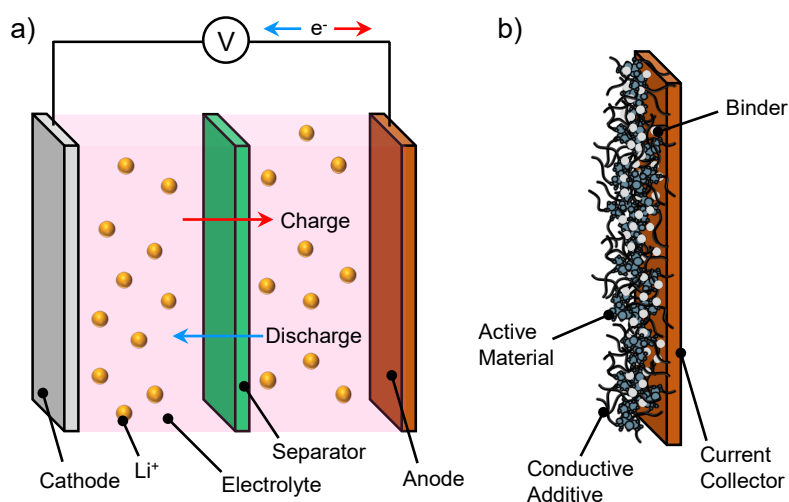 a)
V
e-
Charge
Discharge
Cathode
Li+
Electrolyte
Separator
Anode
b)
Binder
Active
Material
Conductive
Additive
Current
Collector